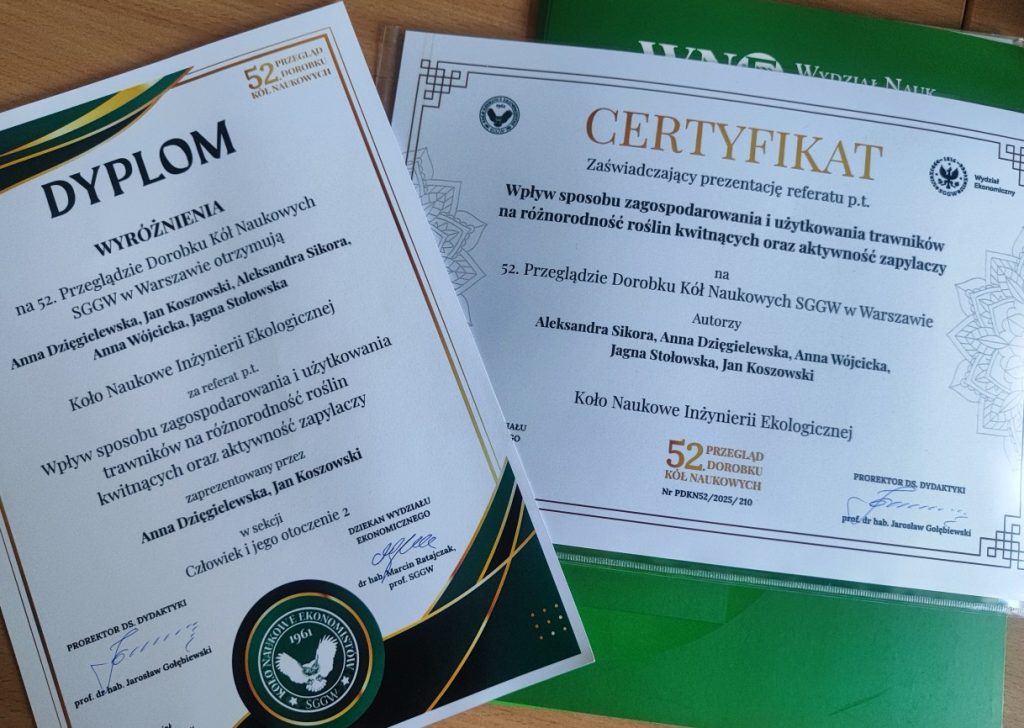 52. PRZEGLĄD
DOROBKU
KÓŁ NAUKOWYCH
DYPLOM
WYRÓŻNIENIA
na 52. Przeglądzie Dorobku Kół Naukowych
SGGW w Warszawie otrzymują
Anna Dzięgielewska, Jan Koszowski, Aleksandra Sikora,
Anna Wójcicka, Jagna Stołowska
Koło Naukowe Inżynierii Ekologicznej
za referat p.t.
Wpływ sposobu zagospodarowania i użytkowania
trawników na różnorodność roślin
kwitnących oraz aktywność zapylaczy
zaprezentowany przez
Anna Dzięgielewska, Jan Koszowski
w sekcji
Człowiek i jego otoczenie 2
DZIEKAN WYDZIAŁU
EKONOMICZNEGO
dr hab. Marcin Ratajczak,
prof. SGGW
PROREKTOR DS. DYDAKTYKI
prof. dr hab. Jarosław Gołębiewski
KOŁO NAUKOWE EKONOMISTÓW
1961
SGGW
WYDZIAŁ NAUK
CERTYFIKAT
Zaświadczający prezentację referatu p.t.
Wydział
Ekonomiczny
Wpływ sposobu zagospodarowania i użytkowania trawników
na różnorodność roślin kwitnących oraz aktywność zapylaczy
na
52. Przeglądzie Dorobku Kół Naukowych SGGW w Warszawie
Autorzy
Aleksandra Sikora, Anna Dzięgielewska, Anna Wójcicka,
Jagna Stołowska, Jan Koszowski
Koło Naukowe Inżynierii Ekologicznej
52. PRZEGLĄD
DOROBKU
KÓŁ NAUKOWYCH
Nr PDKN52/2025/210
PROREKTOR DS. DYDAKTYKI
prof. dr hab. Jarosław Gołębiewski